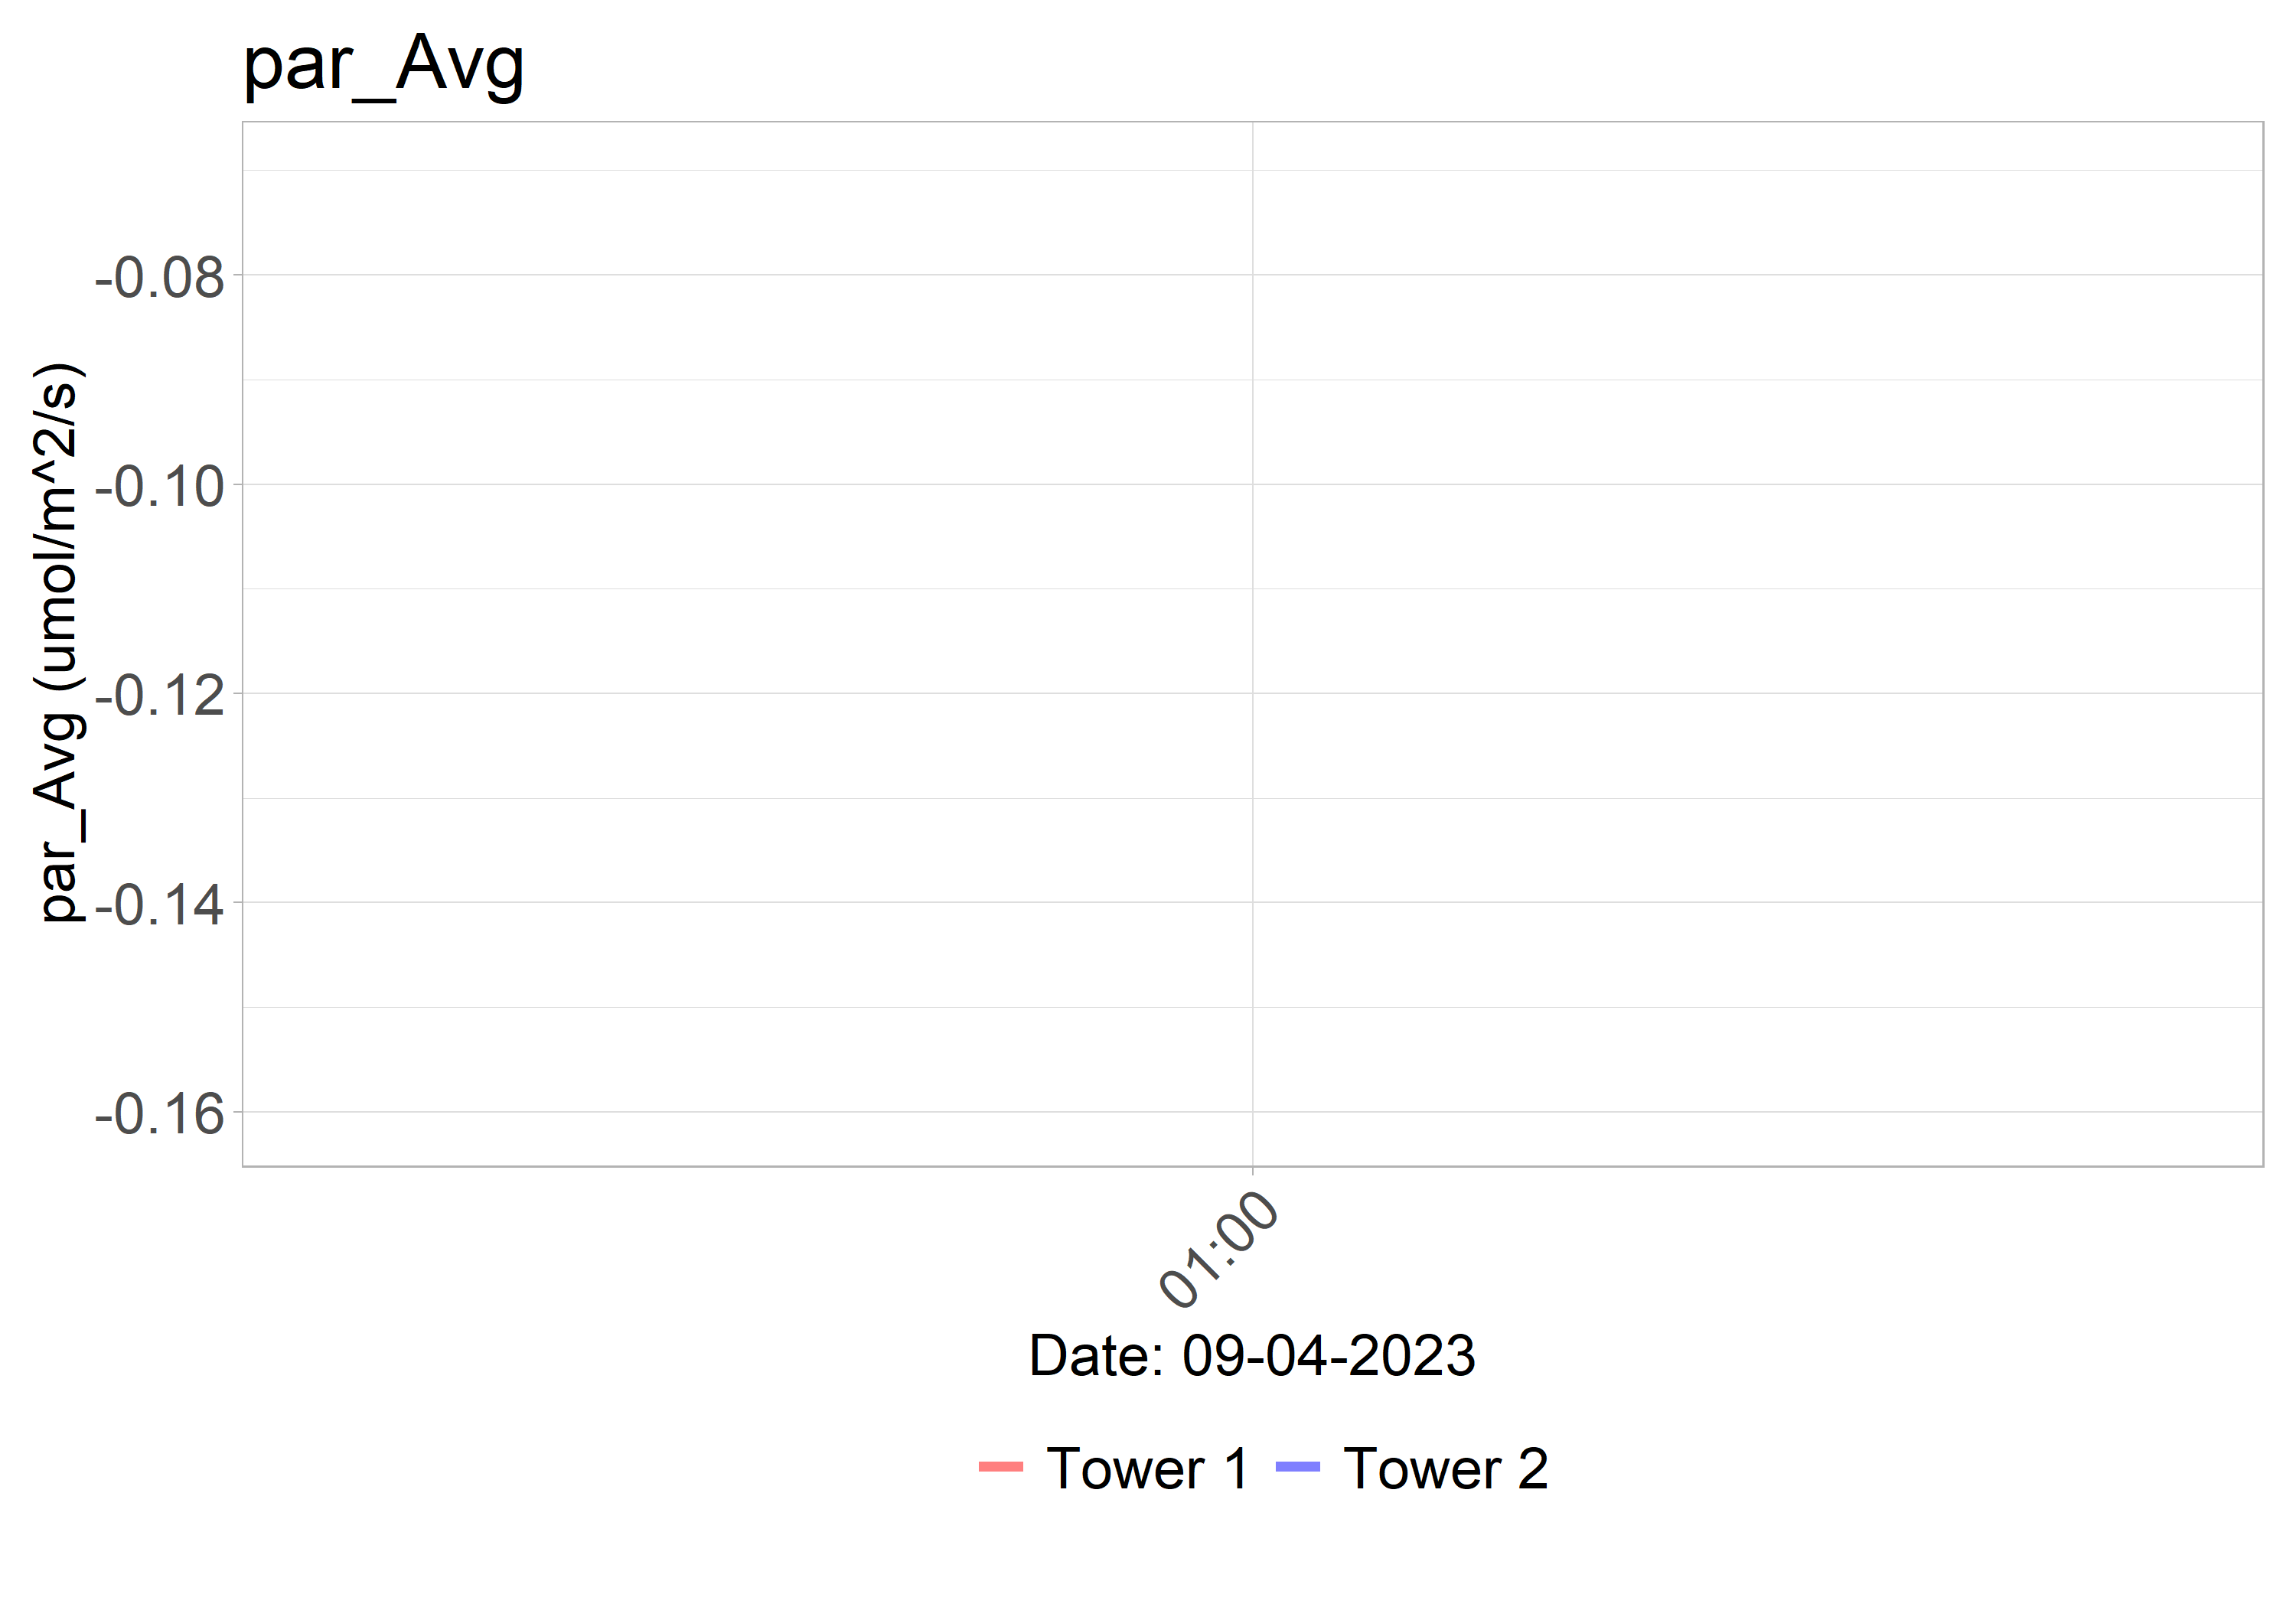 par_Avg
par_Avg (umol/m^2/s)
-0.08
-0.10
-0.12
-0.14
-0.16
01:00
Date: 09-04-2023
Tower 1 Tower 2